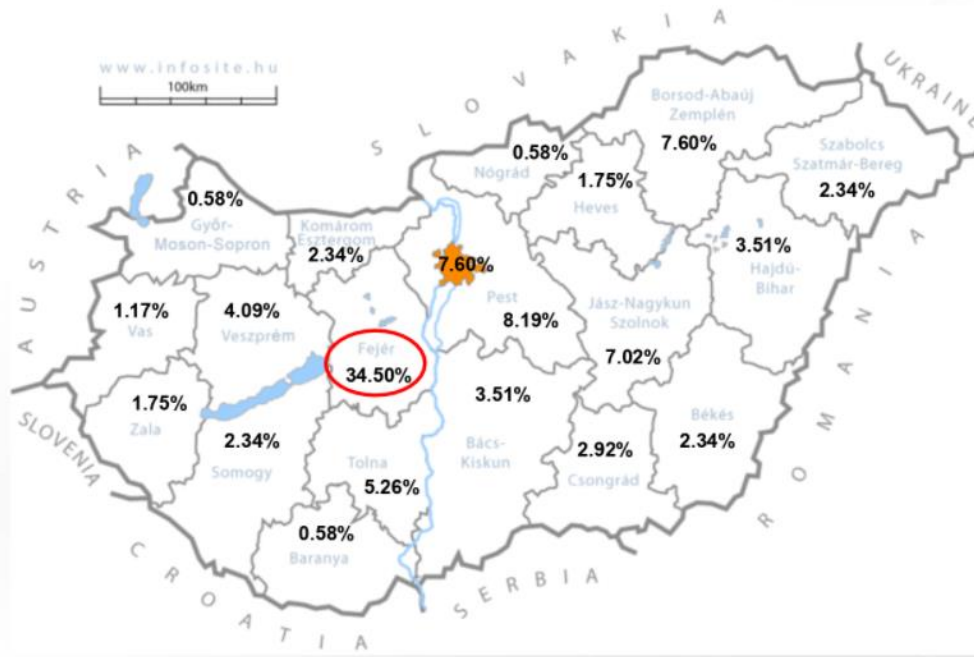 www.infosite.hu
100km
SLOVAKIA
UKRAINE
AUSTRIA
ROMANIA
SLOVENIA
CROATIA
SERBIA
Borsod-Abaúj
Zemplén
7.60%
Szabolcs
Szatmár-Bereg
2.34%
0.58%
Nógrád
1.75%
Heves
0.58%
Győr-
Moson-Sopron
Komárom
Esztergom
2.34%
7.60%
3.51%
Hajdú-
Bihar
1.17%
Vas
4.09%
Veszprém
Pest
8.19%
Jász-Nagykun
Szolnok
7.02%
Fejér
34.50%
1.75%
Zala
2.34%
Somogy
Tolna
5.26%
3.51%
Bács-
Kiskun
2.92%
Csongrád
Békés
2.34%
0.58%
Baranya